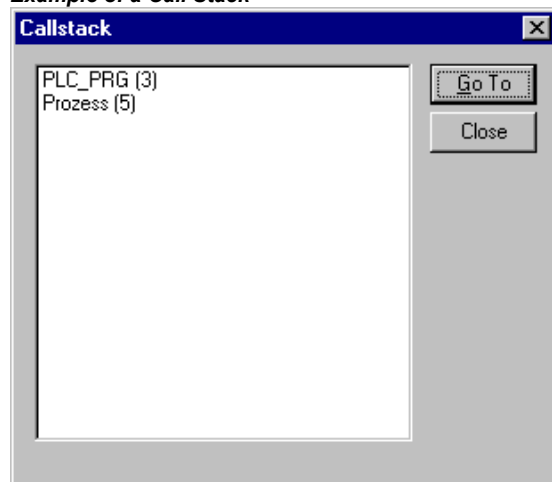 Example of a Call Stack
Callstack
PLC_PRG (3)
Prozess (5)
Go To
Close